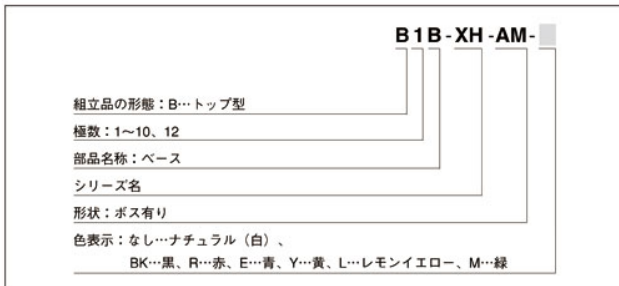 B1B-XH-AM-
組立品の形態：B…トップ型
極数：1〜10、12
部品名称：ベース
シリーズ名
形状：ボス有り
色表示：なし…ナチュラル（白）、
BK…黒、R…赤、E…青、Y…黄、L…レモンイエロー、M…緑